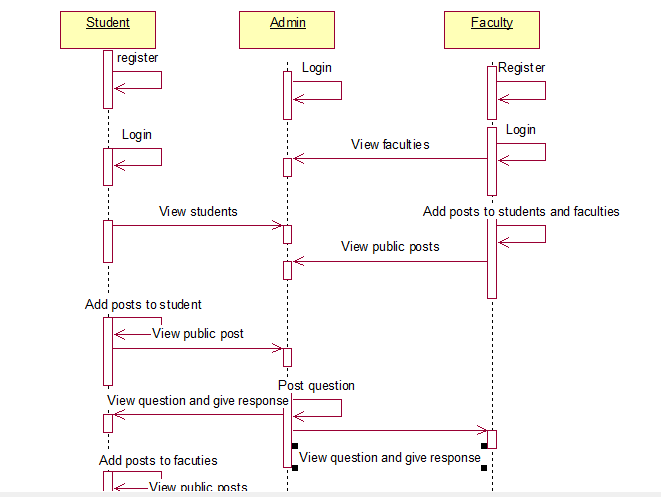 Student
Admin
Faculty
register
Login
Register
Login
Login
View faculties
View students
Add posts to students and faculties
View public posts
Add posts to student
View public post
Post question
View question and give response
View question and give response
Add posts to facuties
View public posts